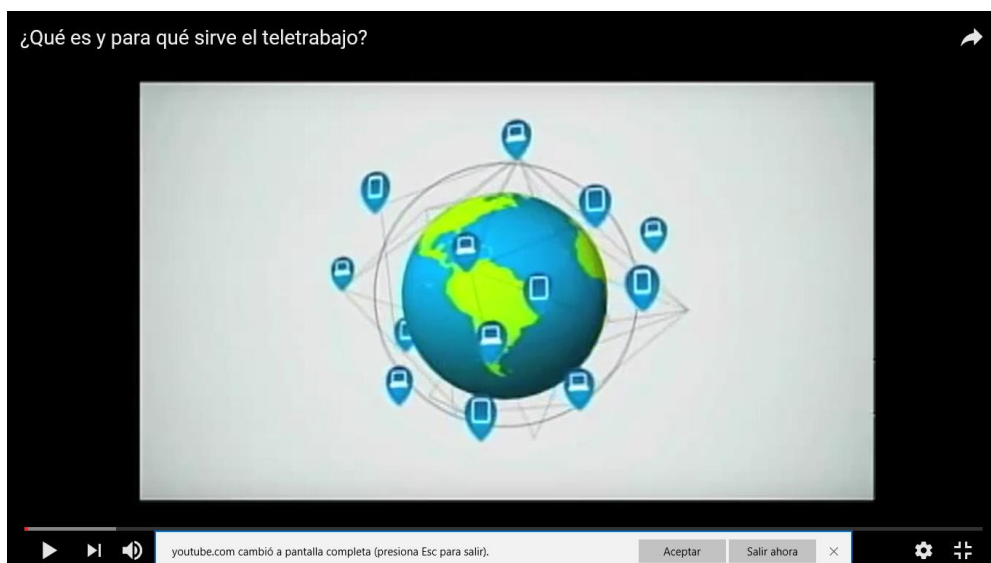 ¿Qué es y para qué sirve el teletrabajo?
youtube.com cambió a pantalla completa (presiona Esc para salir).
Aceptar
Salir ahora